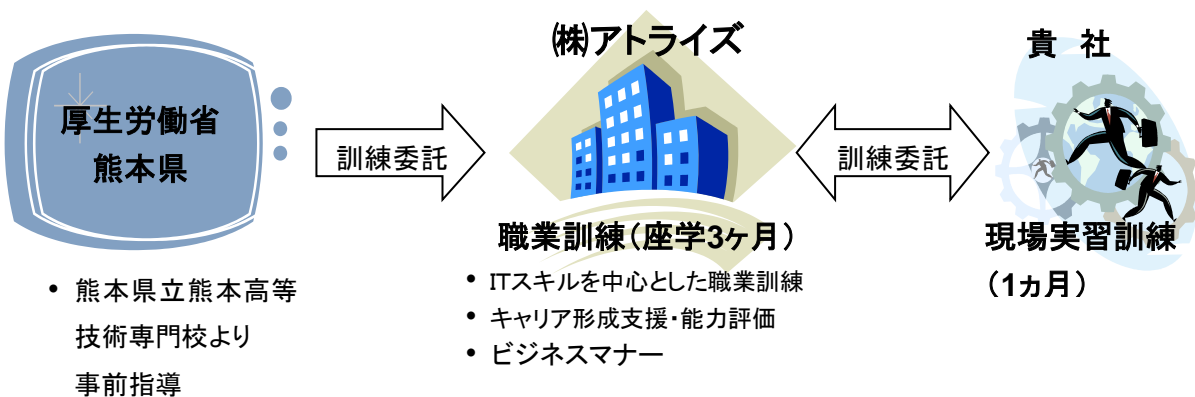 厚生労働省
熊本県
• 熊本県立熊本高等
技術専門校より
事前指導
訓練委託
㈱アトライズ
職業訓練(座学3ヶ月)
• ITスキルを中心とした職業訓練
• キャリア形成支援・能力評価
• ビジネスマナー
訓練委託
貴 社
現場実習訓練
(1ヵ月)